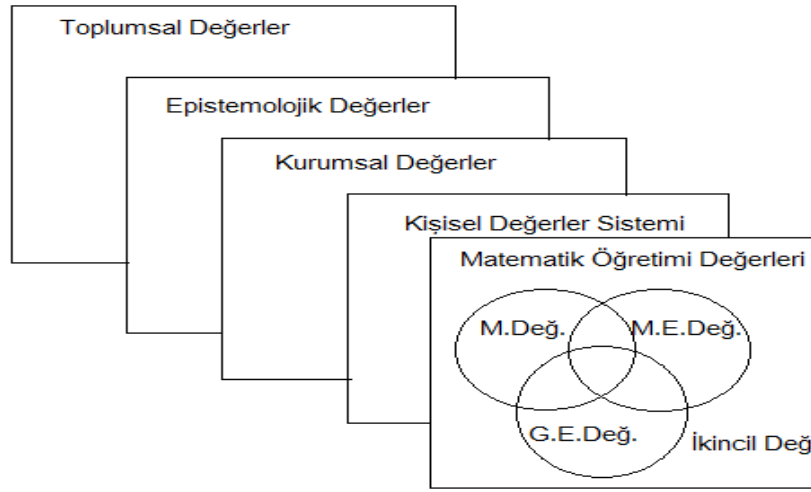 Toplumsal Değerler
Epistemolojik Değerler
Kurumsal Değerler
Kişisel Değerler Sistemi
Matematik Öğretimi Değerleri
M.Değ.
M.E.Değ.
G.E.Değ.
İkincil Değ